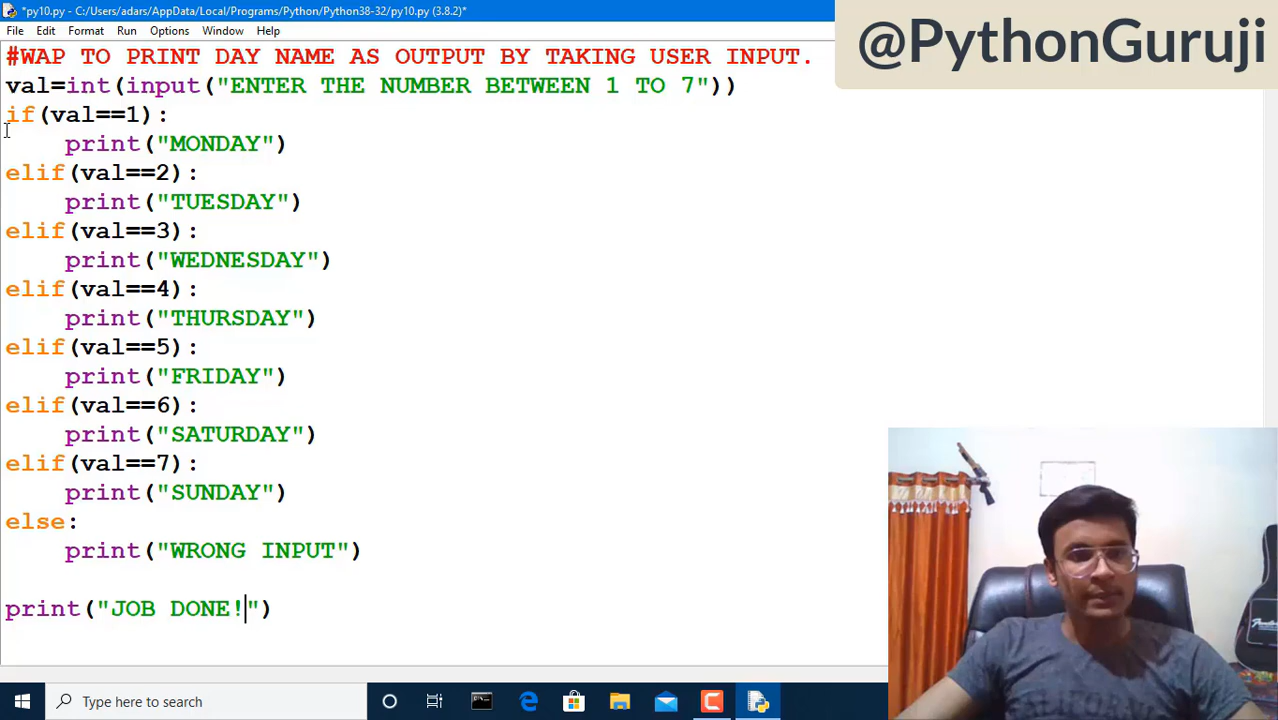 *py10.py - C:/Users/adars/AppData/Local/Programs/Python/Python38-32/py10.py (3.8.2)*
File Edit Format Run Options Window Help
@PythonGuruji
#WAP TO PRINT DAY NAME AS OUTPUT BY TAKING USER INPUT.
val=int(input("ENTER THE NUMBER BETWEEN 1 TO 7"))
if(val==1):
    print("MONDAY")
elif(val==2):
    print("TUESDAY")
elif(val==3):
    print("WEDNESDAY")
elif(val==4):
    print("THURSDAY")
elif(val==5):
    print("FRIDAY")
elif(val==6):
    print("SATURDAY")
elif(val==7):
    print("SUNDAY")
else:
    print("WRONG INPUT")
print("JOB DONE!")
Fender
Type here to search